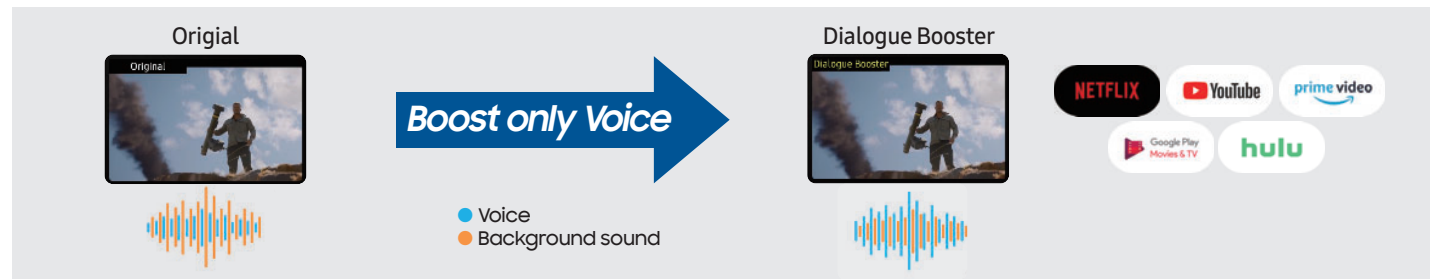 Origial
Original
Boost only Voice
Voice
Background sound
Dialogue Booster
Dialogue Booster
NETFLIX
YouTube
prime video
Google Play
Movies & TV
hulu